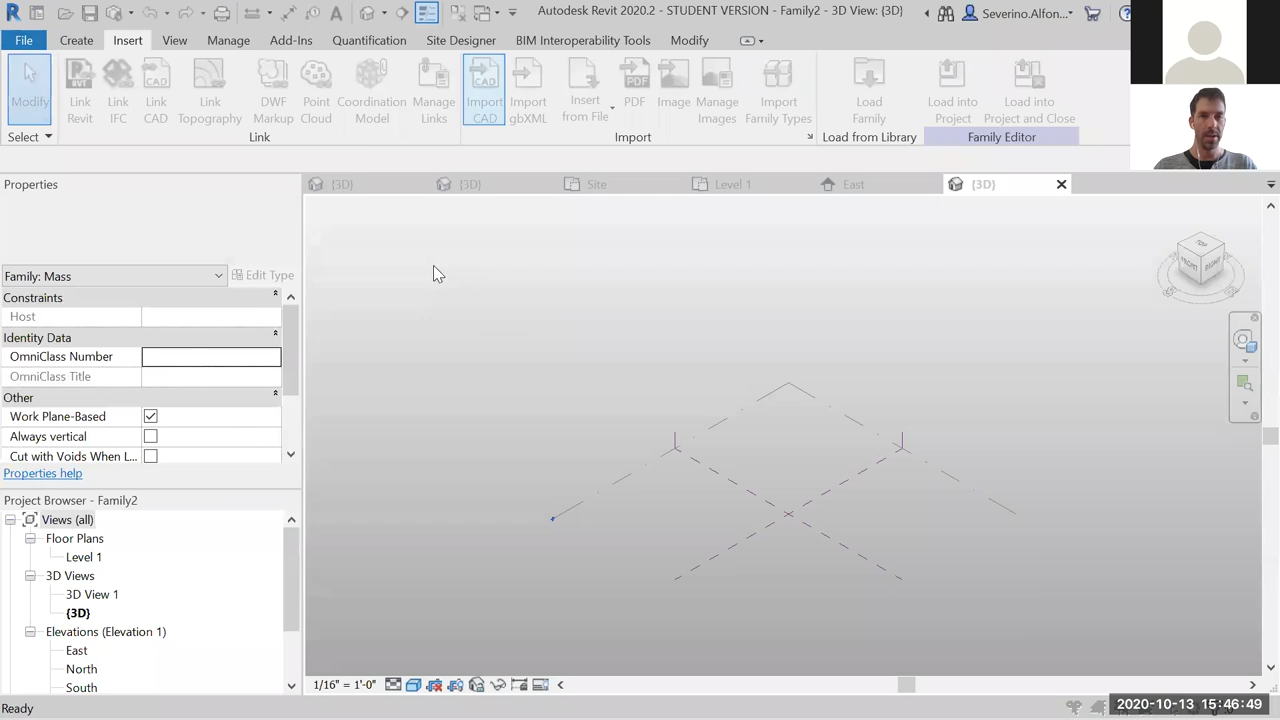 Autodesk Revit 2020.2 - STUDENT VERSION - Family2 - 3D View: {3D}
Severino.Alfon...
File Create Insert View Manage Add-Ins Quantification Site Designer BIM Interoperability Tools Modify
Modify
Link Revit
Link IFC
Link CAD
Link Topography
DWF Markup
Point Cloud
Coordination Model
Manage Links
Import CAD
Import gbXML
Insert from File
PDF
Image
Manage Images
Import Family Types
Load Family
Load into Project
Load into Project and Close
Select Link Import Load from Library Family Editor
Properties
{3D} {3D} Site Level 1 East {3D}
TOP
FRONT RIGHT
Family: Mass Edit Type
Constraints
Host
Identity Data
OmniClass Number
OmniClass Title
Other
Work Plane-Based
Always vertical
Cut with Voids When L...
Properties help
Project Browser - Family2
Views (all)
Floor Plans
Level 1
3D Views
3D View 1
{3D}
Elevations (Elevation 1)
East
North
South
1/16" = 1'-0"
Ready
2020-10-13 15:46:49